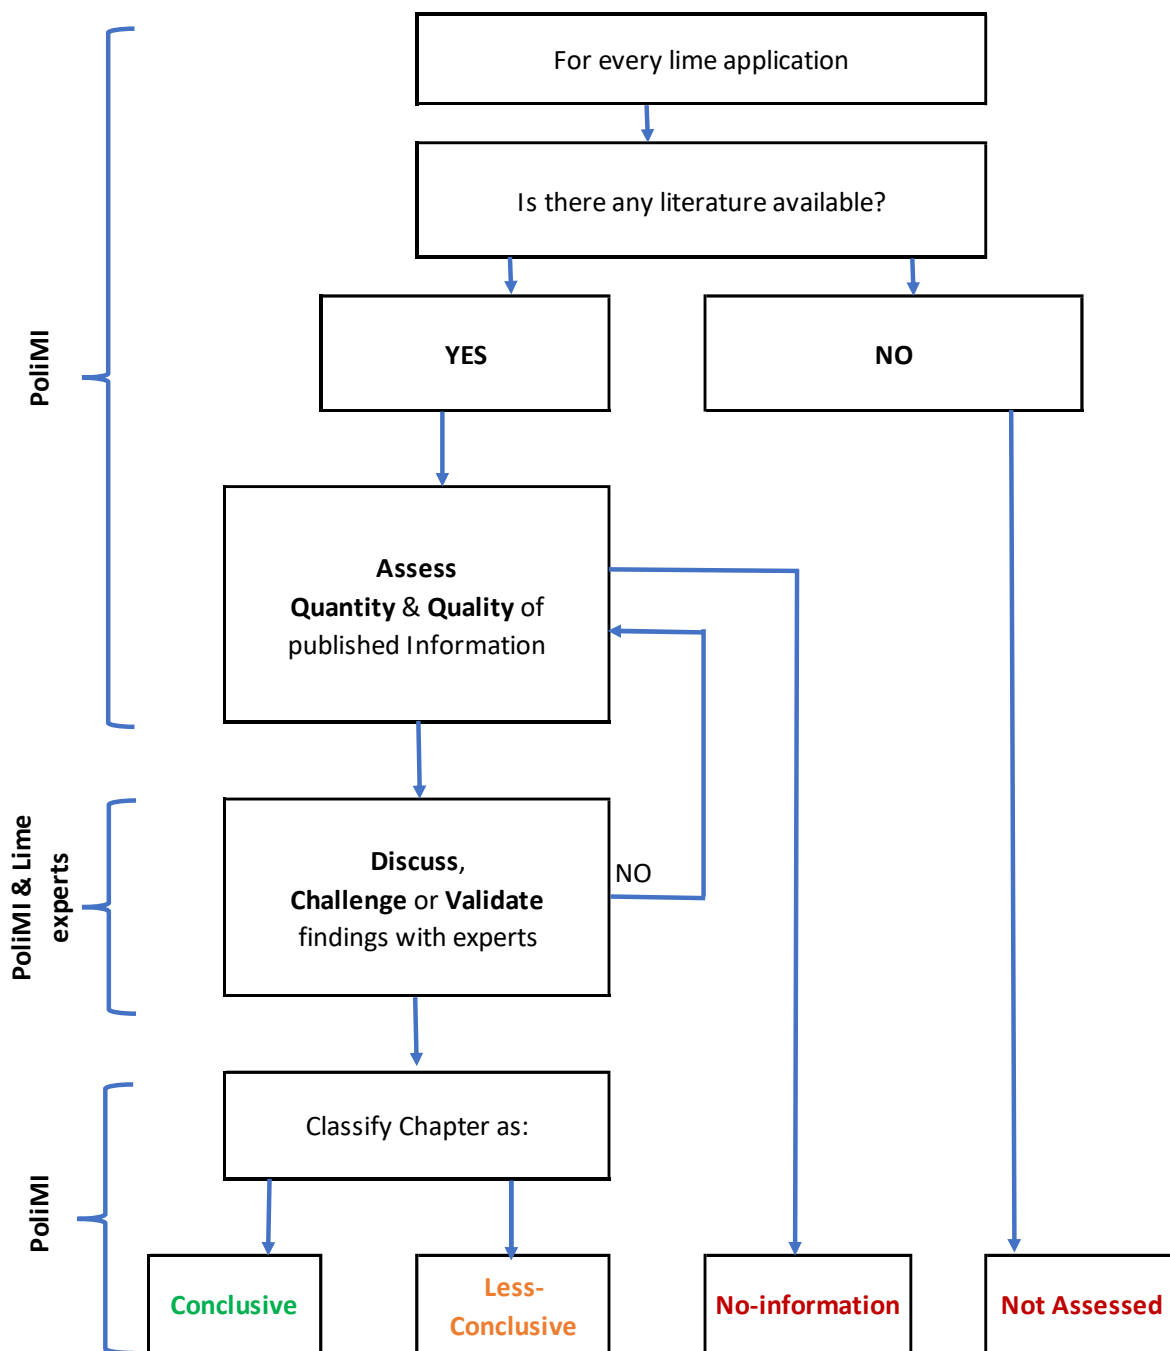 For every lime application
Is there any literature available?
YES
NO
PoliMI
Assess
Quantity & Quality of
published Information
PoliMI & Lime
experts
Discuss,
Challenge or Validate
findings with experts
NO
PoliMI
Classify Chapter as:
Conclusive
Less-
Conclusive
No-information
Not Assessed